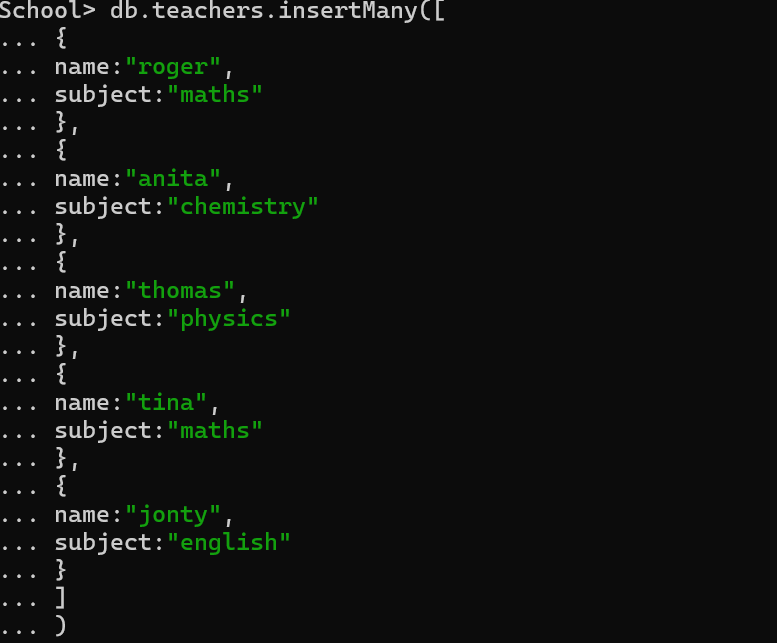 School> db.teachers.insertMany([
... {
... name:"roger",
... subject:"maths"
... },
... {
... name:"anita",
... subject:"chemistry"
... },
... {
... name:"thomas",
... subject:"physics"
... },
... {
... name:"tina",
... subject:"maths"
... },
... {
... name:"jonty",
... subject:"english"
... }
... ]
... )